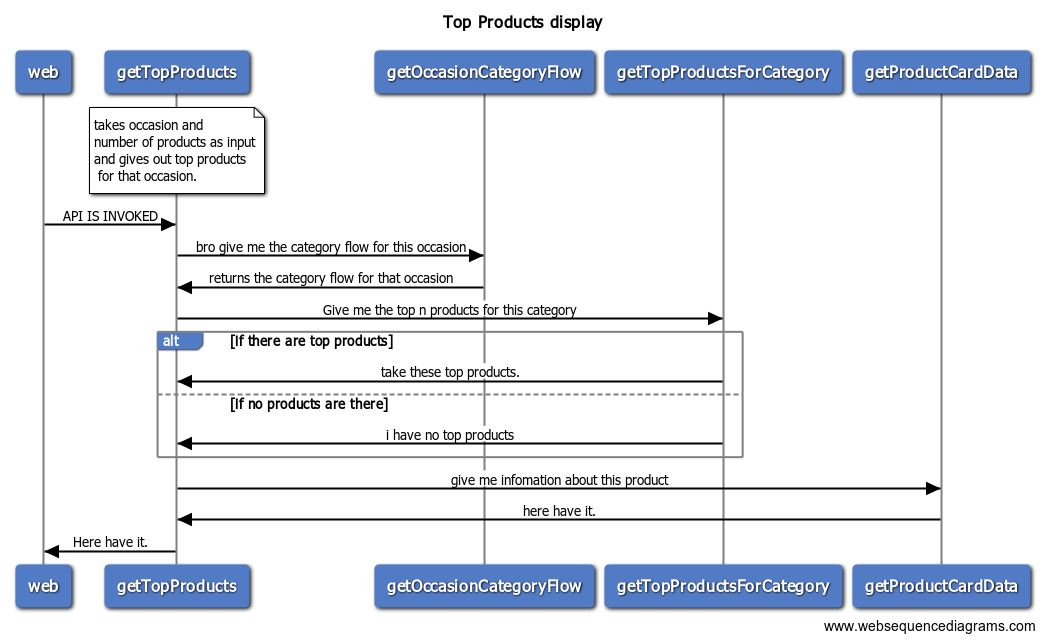 Top Products display
web
getTopProducts
getOccasionCategoryFlow
getTopProductsForCategory
getProductCardData
takes occasion and
number of products as input
and gives out top products
for that occasion.
API IS INVOKED
bro give me the category flow for this occasion
returns the category flow for that occasion
Give me the top n products for this category
alt
[If there are top products]
take these top products.
[If no products are there]
i have no top products
give me infomation about this product
here have it.
Here have it.
web
getTopProducts
getOccasionCategoryFlow
getTopProductsForCategory
getProductCardData
www.websequencediagrams.com